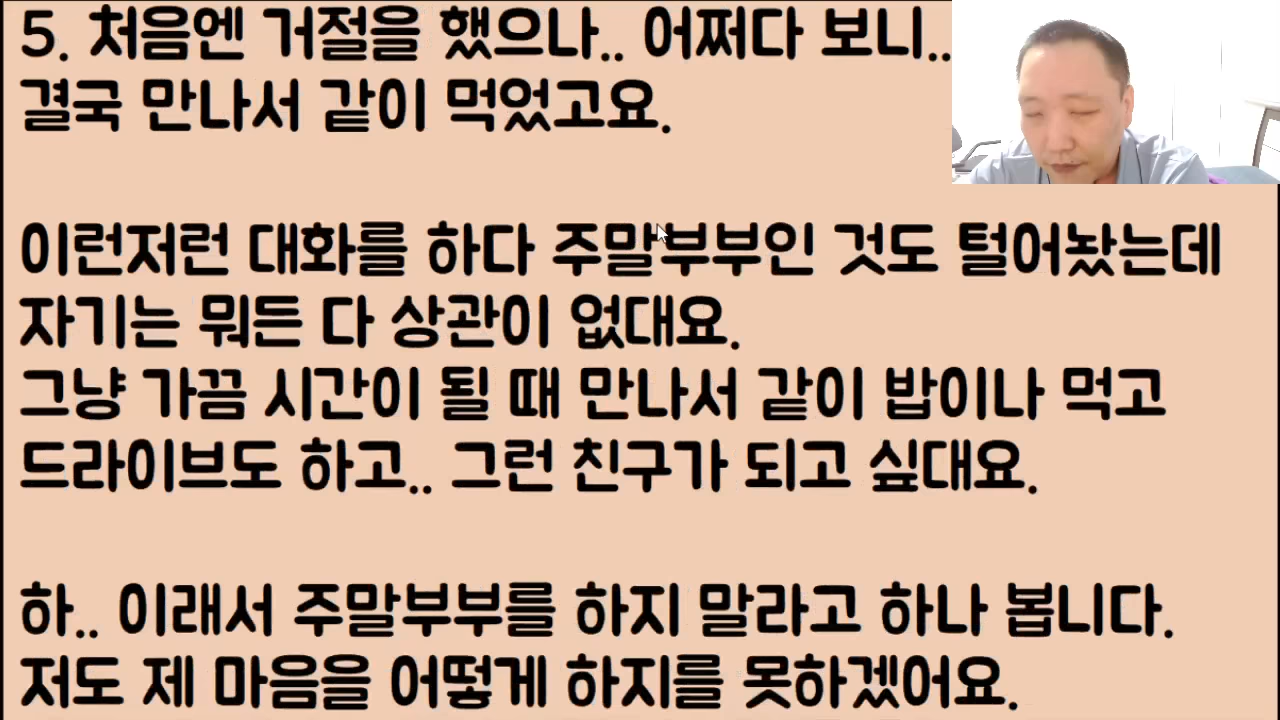 5. 처음엔 거절을 했으나.. 어쩌다 보니..
결국 만나서 같이 먹었고요.
이런저런 대화를 하다 주말부부인 것도 털어놨는데
자기는 뭐든 다 상관이 없대요.
그냥 가끔 시간이 될 때 만나서 같이 밥이나 먹고
드라이브도 하고.. 그런 친구가 되고 싶대요.
하.. 이래서 주말부부를 하지 말라고 하나 봅니다.
저도 제 마음을 어떻게 하지를 못하겠어요.